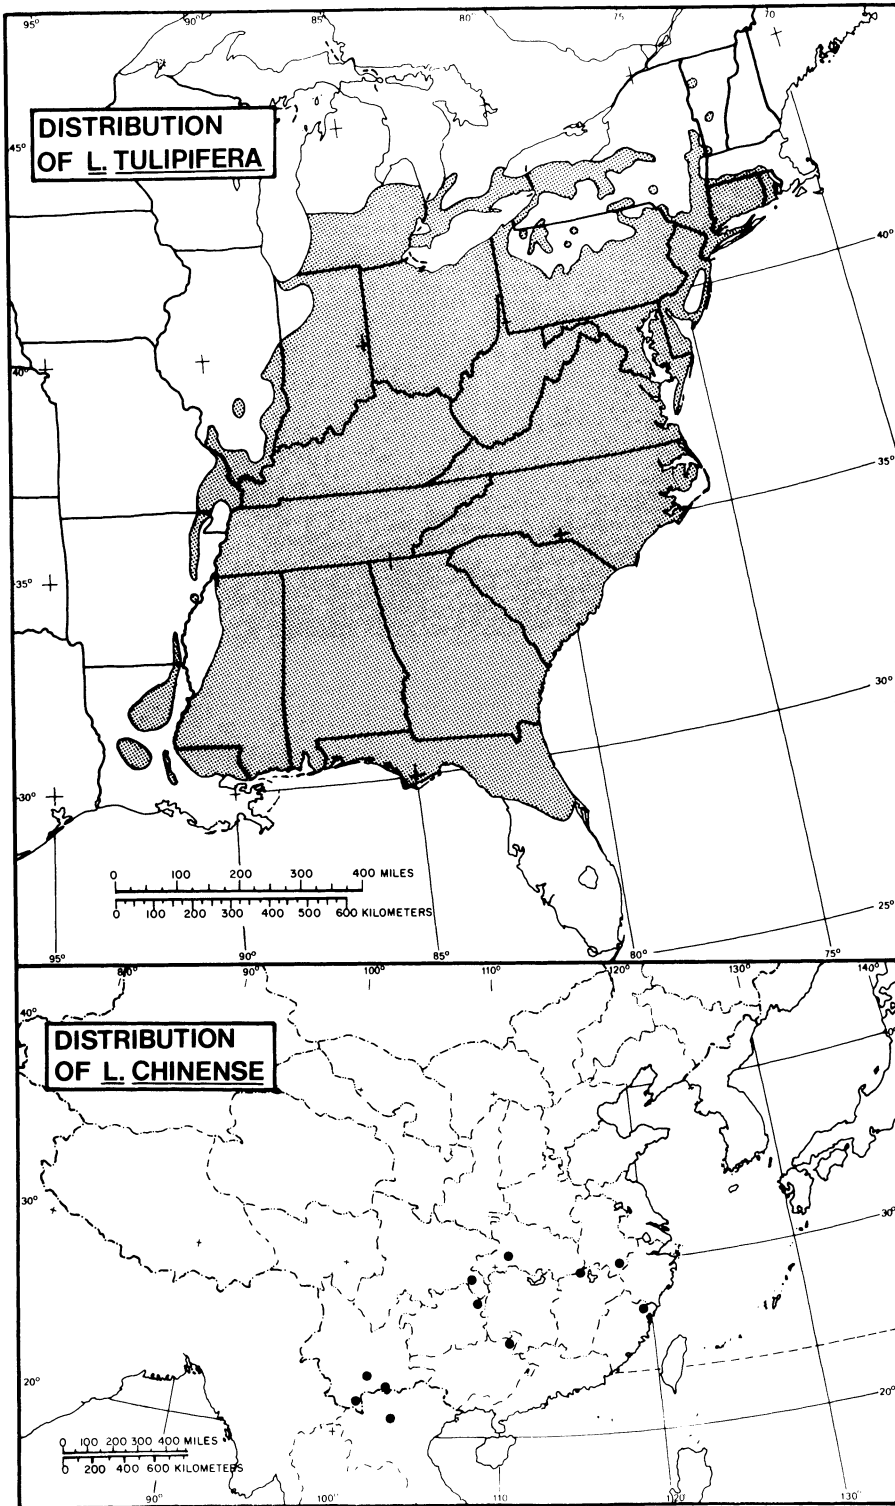 95° 90° 85° 80° 75 70
DISTRIBUTION
OF L. TULIPIFERA
45°
40°
40°
35°
35°
30°
30°
0 100 200 300 400 MILES
0 100 200 300 400 500 600 KILOMETERS
25°
95° 90° 85° 80° 75°
80° 100° 110° 120° 130° 140°
40°
40°
DISTRIBUTION
OF L. CHINENSE
30°
30°
20°
20°
0 100 200 300 400 MILES
0 200 400 600 KILOMETERS
90° 100° 110 120 130°